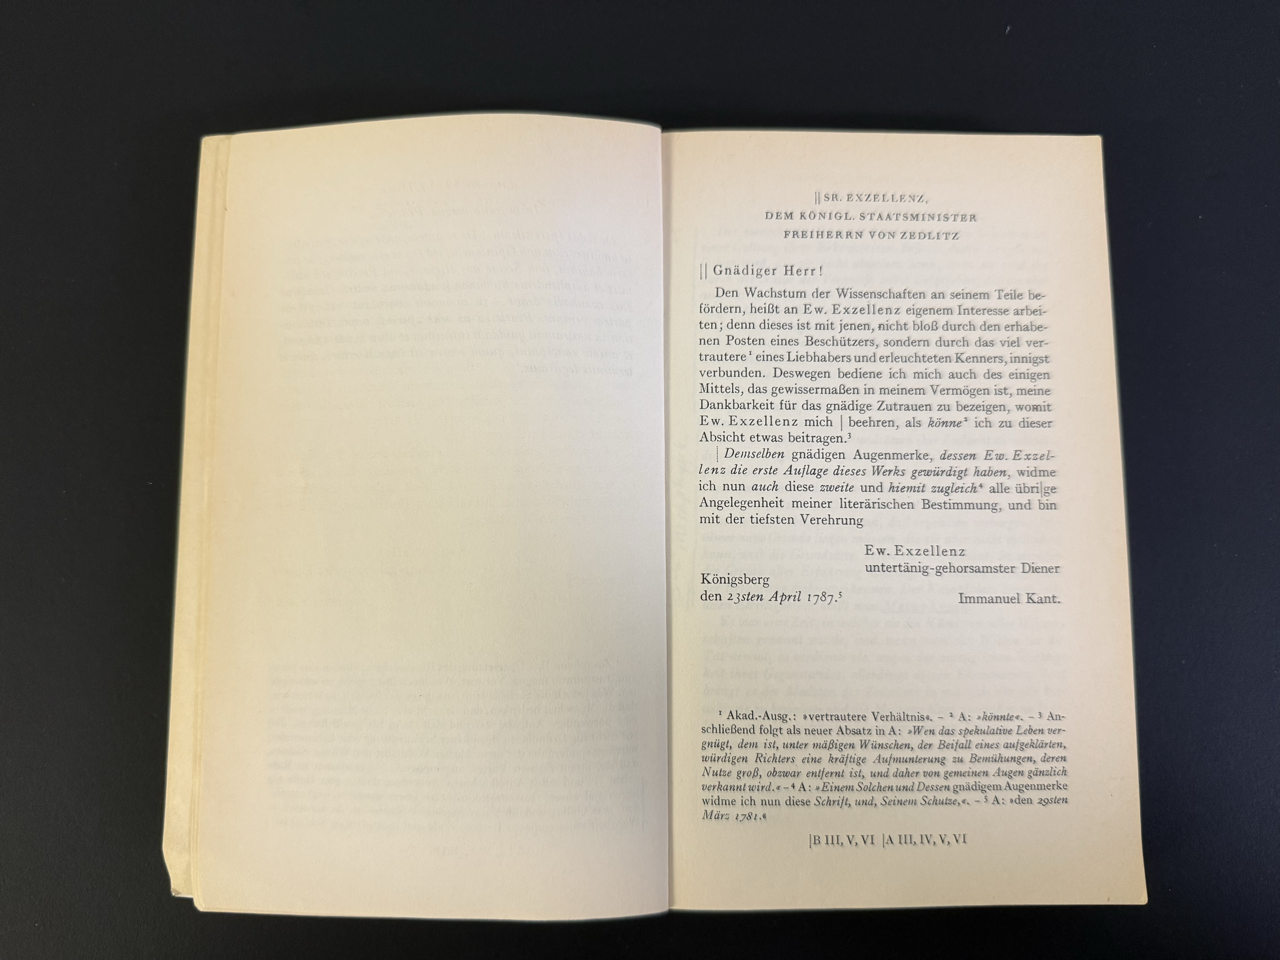 || SR. EXZELLENZ,
DEM KÖNIGL. STAATSMINISTER
FREIHERRN VON ZEDLITZ
|| Gnädiger Herr!
Den Wachstum der Wissenschaften an seinem Teile be-
fördern, heißt an Ew. Exzellenz eigenem Interesse arbei-
ten; denn dieses ist mit jenen, nicht bloß durch den erhabe-
nen Posten eines Beschützers, sondern durch das viel ver-
trautere¹ eines Liebhabers und erleuchteten Kenners, innigst
verbunden. Deswegen bediene ich mich auch des einigen
Mittels, das gewissermaßen in meinem Vermögen ist, meine
Dankbarkeit für das gnädige Zutrauen zu bezeigen, womit
Ew. Exzellenz mich | beehren, als könne² ich zu dieser
Absicht etwas beitragen.³
| Demselben gnädigen Augenmerke, dessen Ew. Exzel-
lenz die erste Auflage dieses Werks gewürdigt haben, widme
ich nun auch diese zweite und hiemit zugleich⁴ alle übri|ge
Angelegenheit meiner literärischen Bestimmung, und bin
mit der tiefsten Verehrung
Ew. Exzellenz
untertänig-gehorsamster Diener
Königsberg
den 23sten April 1787.⁵ Immanuel Kant.
¹ Akad.-Ausg.: »vertrautere Verhältnis«. – ² A: »könnte«. – ³ An-
schließend folgt als neuer Absatz in A: »Wen das spekulative Leben ver-
gnügt, dem ist, unter mäßigen Wünschen, der Beifall eines aufgeklärten,
würdigen Richters eine kräftige Aufmunterung zu Bemühungen, deren
Nutze groß, obzwar entfernt ist, und daher von gemeinen Augen gänzlich
verkannt wird.« – ⁴ A: »Einem Solchen und Dessen gnädigem Augenmerke
widme ich nun diese Schrift, und, Seinem Schutze,«. – ⁵ A: »den 29sten
März 1781.«
|B III, V, VI |A III, IV, V, VI